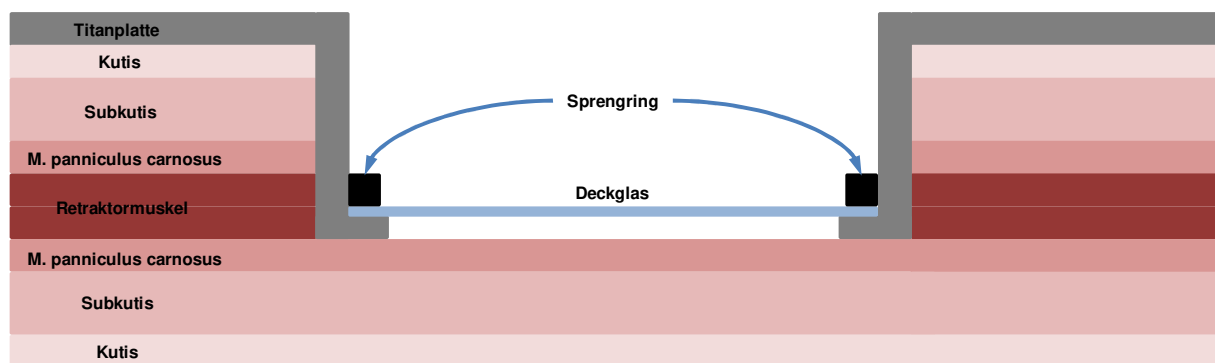 Titanplatte
Kutis
Subkutis
Sprengring
M. panniculus carnosus
Deckglas
Retraktormuskel
M. panniculus carnosus
Subkutis
Kutis